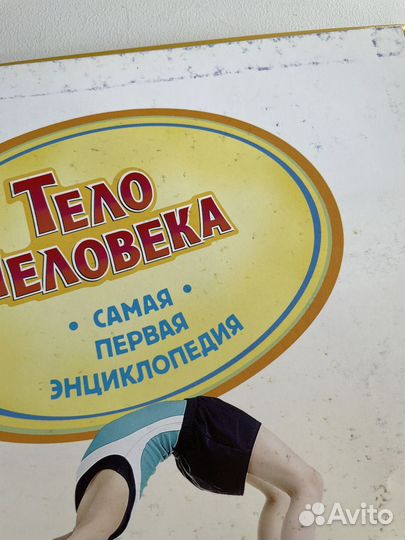 ТЕЛО
ЧЕЛОВЕКА
• САМАЯ •
ПЕРВАЯ
ЭНЦИКЛОПЕДИЯ
Avito